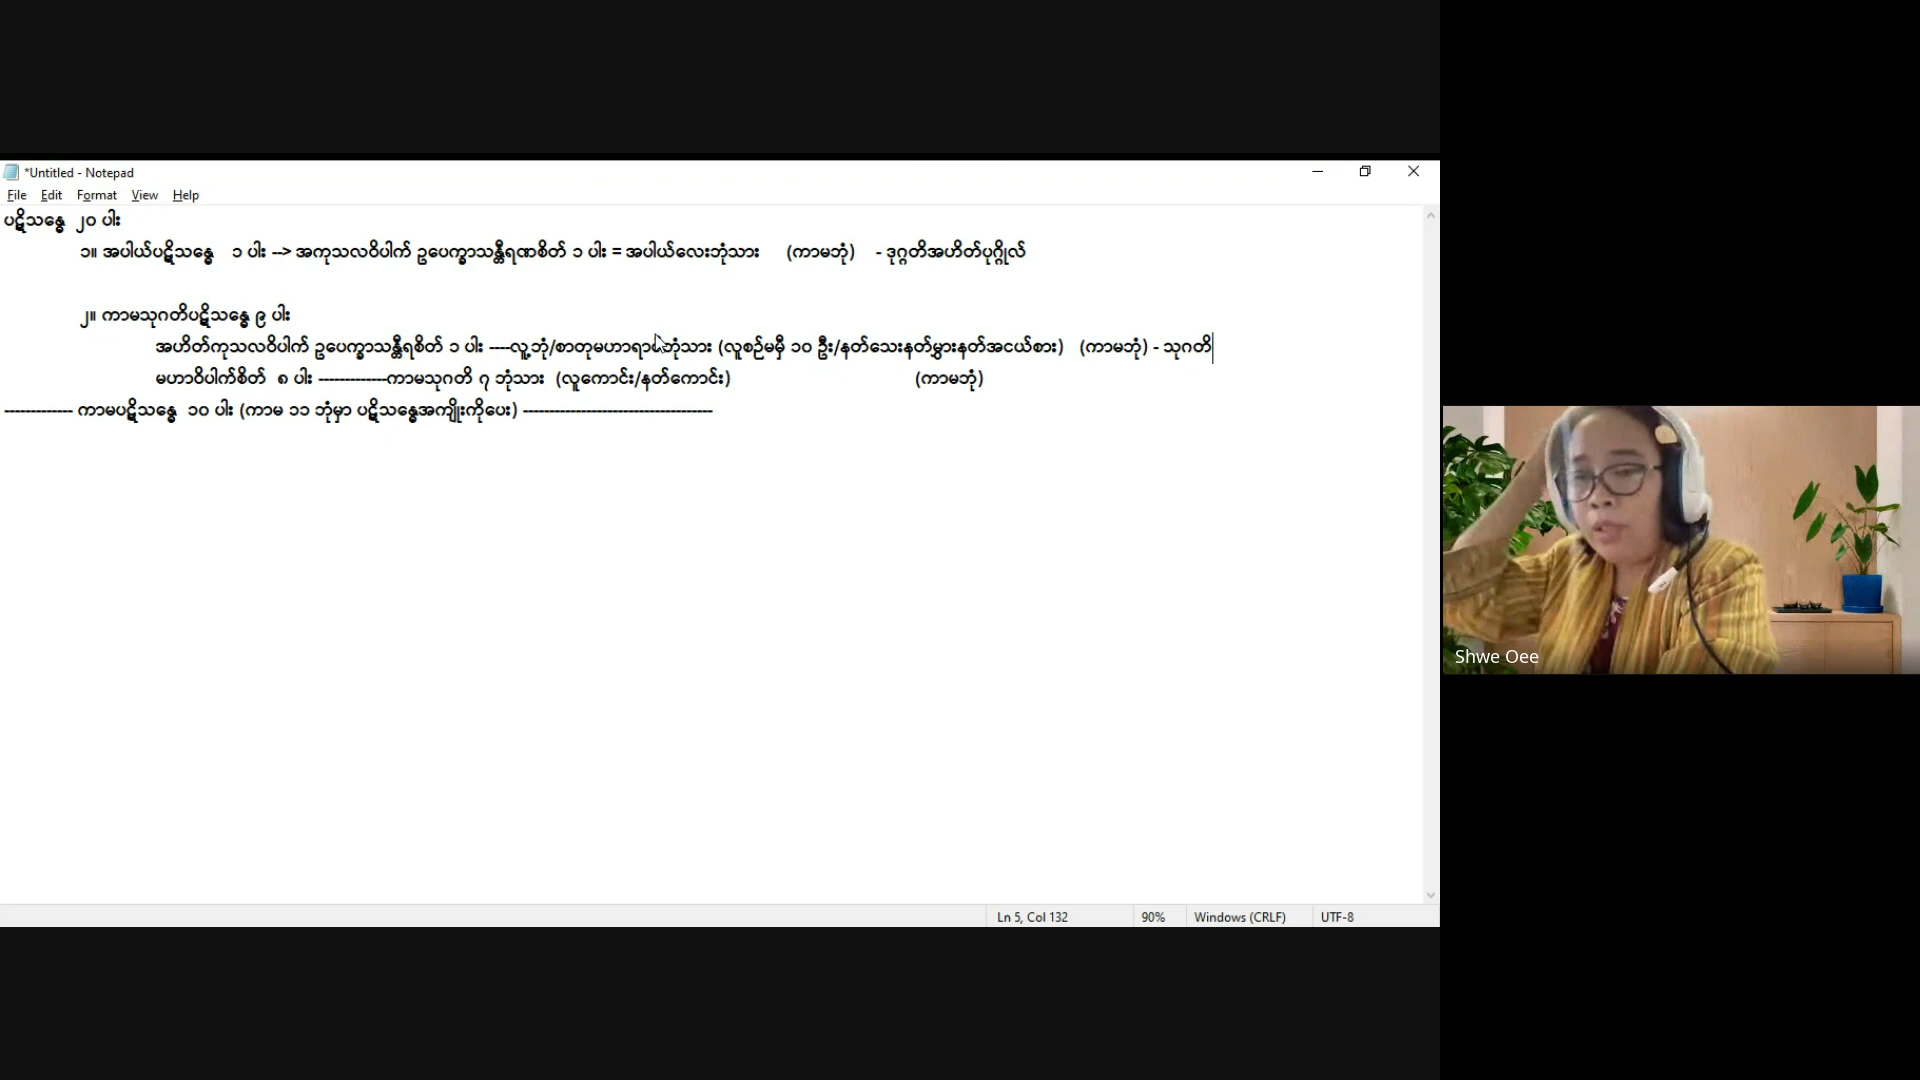 *Untitled - Notepad
File Edit Format View Help
ပဋိသန္ဓေ ၂၀ ပါး
၁။ အပါယ်ပဋိသန္ဓေ ၁ ပါး --> အကုသလဝိပါက် ဥပေက္ခာသန္တီရဏစိတ် ၁ ပါး = အပါယ်လေးဘုံသား (ကာမဘုံ) - ဒုဂ္ဂတိအဟိတ်ပုဂ္ဂိုလ်
၂။ ကာမသုဂတိပဋိသန္ဓေ ၉ ပါး
အဟိတ်ကုသလဝိပါက် ဥပေက္ခာသန္တီရစိတ် ၁ ပါး ----လူ့ဘုံ/စာတုမဟာရာဇ်ဘုံသား (လူစဉ်မမှီ ၁၀ ဦး/နတ်သေးနတ်မွှားနတ်အငယ်စား) (ကာမဘုံ) - သုဂတိ
မဟာဝိပါက်စိတ် ၈ ပါး -------------ကာမသုဂတိ ၇ ဘုံသား (လူကောင်း/နတ်ကောင်း) (ကာမဘုံ)
------------- ကာမပဋိသန္ဓေ ၁၀ ပါး (ကာမ ၁၁ ဘုံမှာ ပဋိသန္ဓေအကျိုးကိုပေး) ------------------------------------
Shwe Oee
Ln 5, Col 132 90% Windows (CRLF) UTF-8